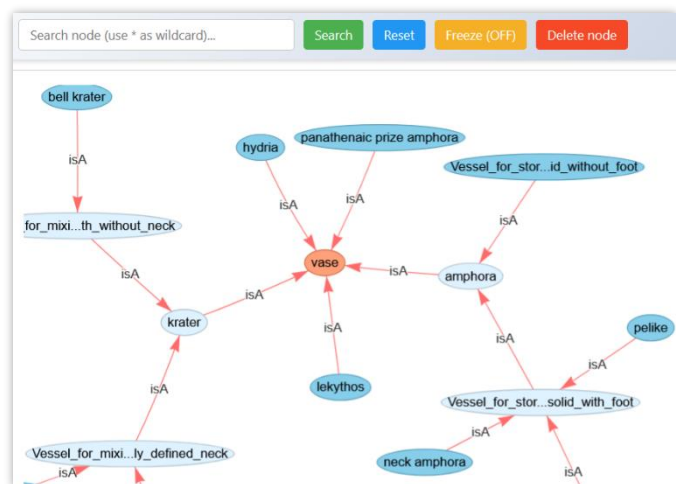 Search node (use * as wildcard)...
Search
Reset
Freeze (OFF)
Delete node
bell krater
hydria
panathenaic prize amphora
isA
Vessel_for_stor...id_without_foot
isA
isA
isA
for_mixi...th_without_neck
isA
vase
isA
isA
amphora
isA
krater
isA
pelike
isA
isA
lekythos
isA
Vessel_for_stor...solid_with_foot
isA
Vessel_for_mixi...ly_defined_neck
neck amphora
isA
isA